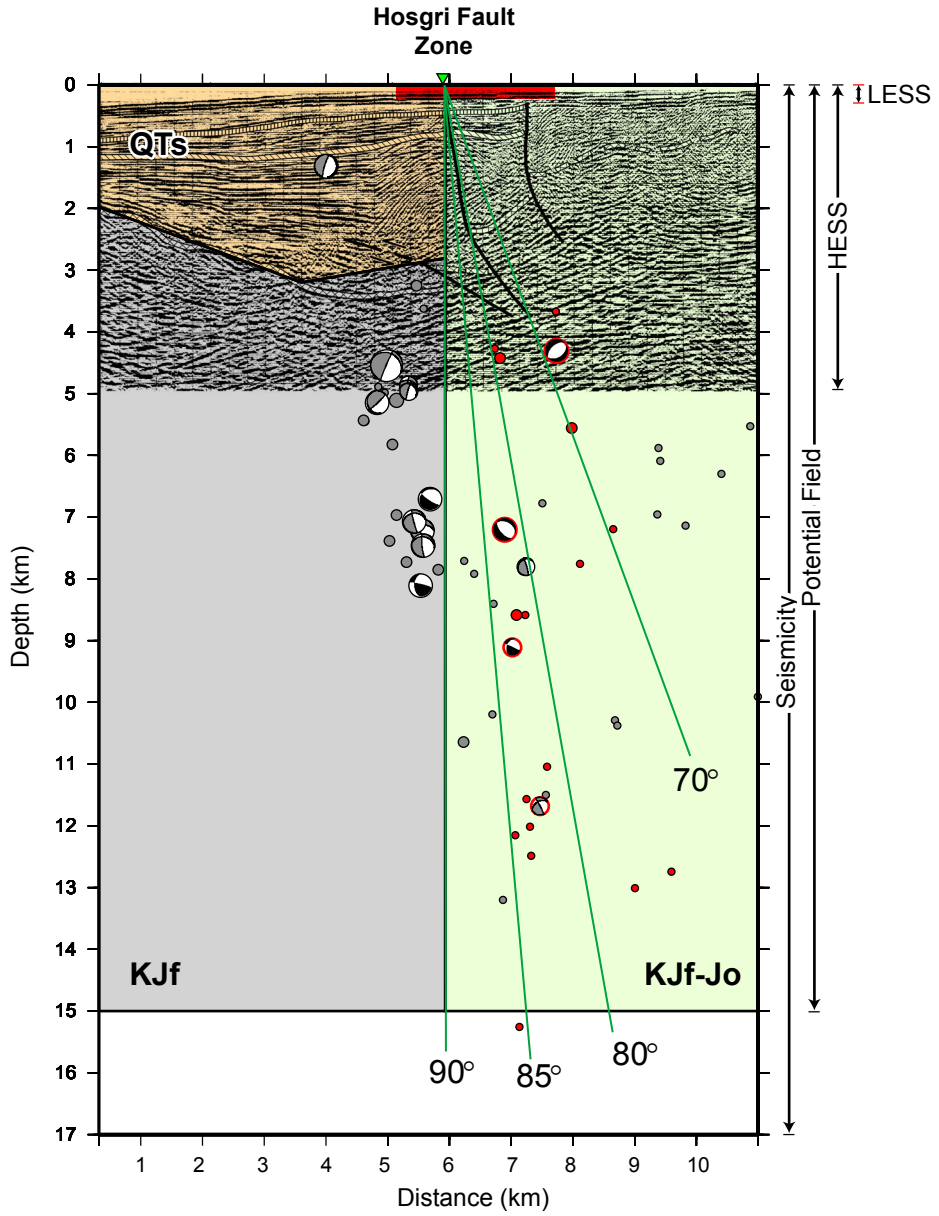 Hosgri Fault
Zone
0
1
2
3
4
5
6
7
8
9
10
11
12
13
14
15
16
17
Depth (km)
QTs
KJf
KJf-Jo
90°
85°
80°
70°
LESS
HESS
Potential Field
Seismicity
1 2 3 4 5 6 7 8 9 10
Distance (km)